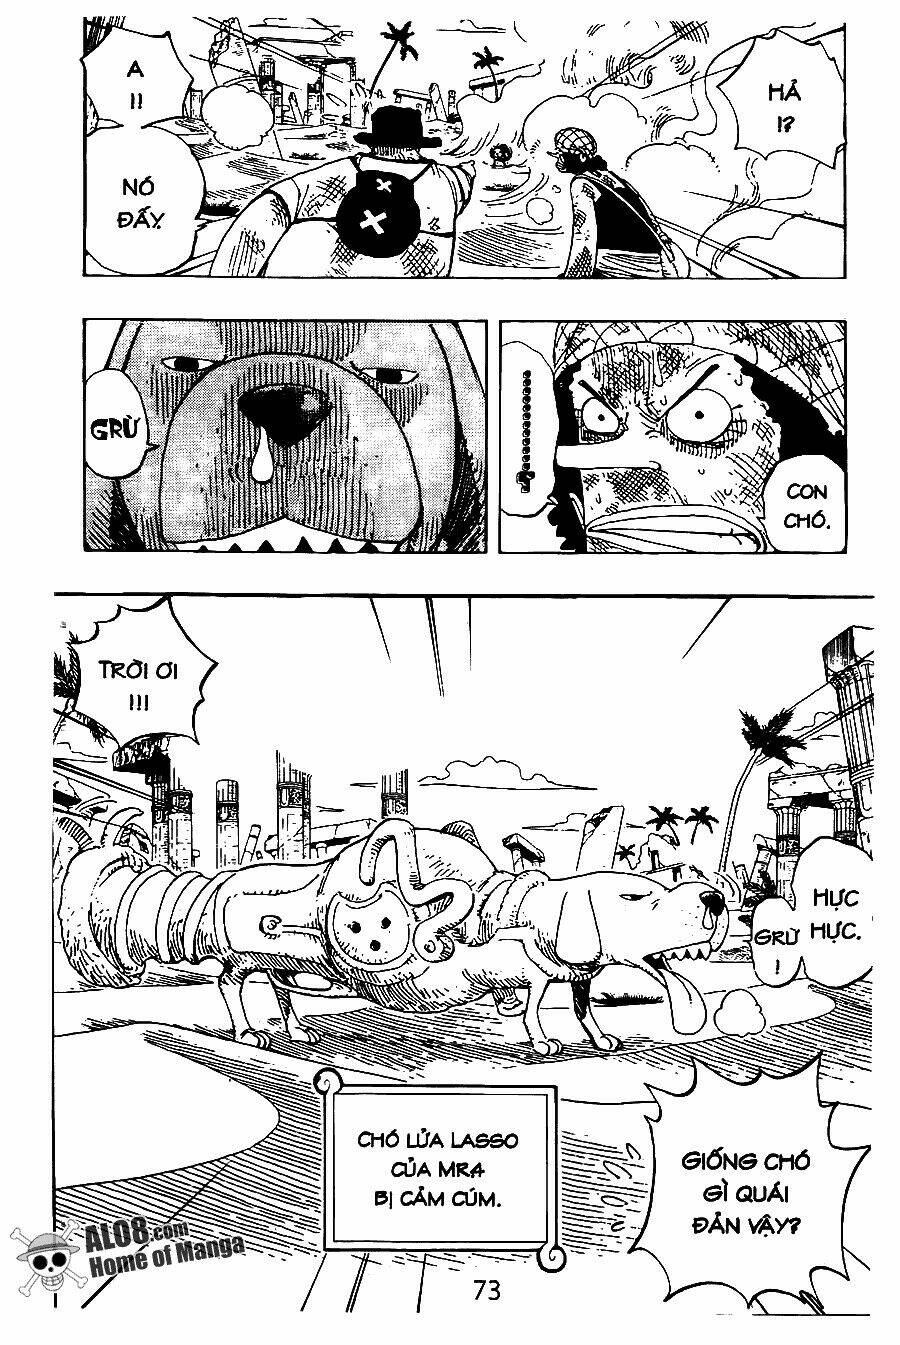 A
!!
NÓ
ĐẤY.
HẢ
!?
GRỪ
CON
CHÓ.
TRỜI ƠI
!!!
HỰC
HỰC.
GRỪ
!
CHÓ LỬA LASSO
CỦA MR4
BỊ CẢM CÚM.
GIỐNG CHÓ
GÌ QUÁI
ĐẢN VẬY?
ALO8.com
Home of Manga
73